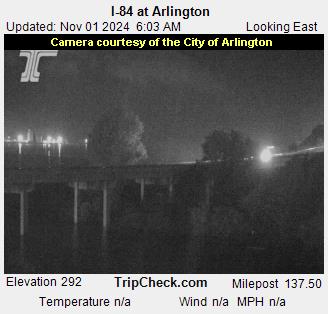 I-84 at Arlington
Updated: Nov 01 2024 6:03 AM Looking East
Camera courtesy of the City of Arlington
Elevation 292 TripCheck.com Milepost 137.50
Temperature n/a Wind n/a MPH n/a